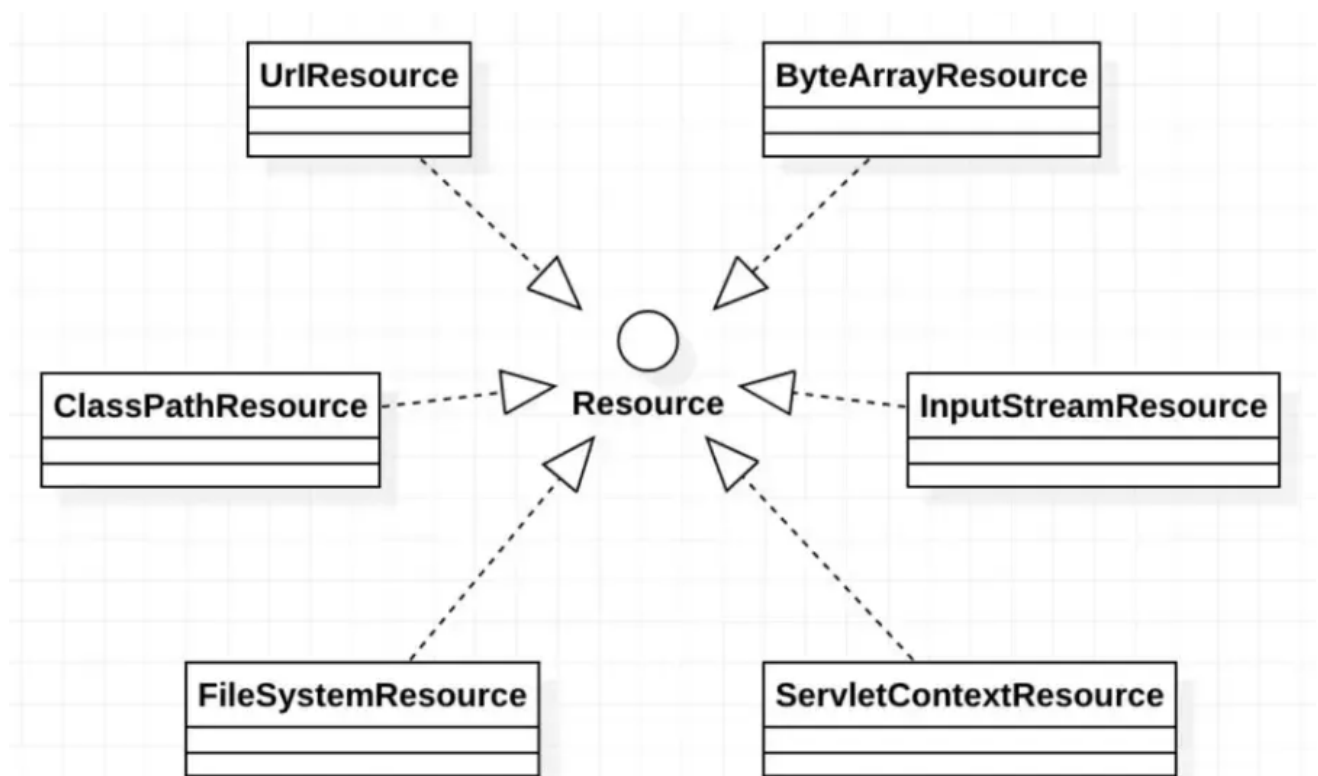 UrlResource
ByteArrayResource
ClassPathResource
Resource
InputStreamResource
FileSystemResource
ServletContextResource